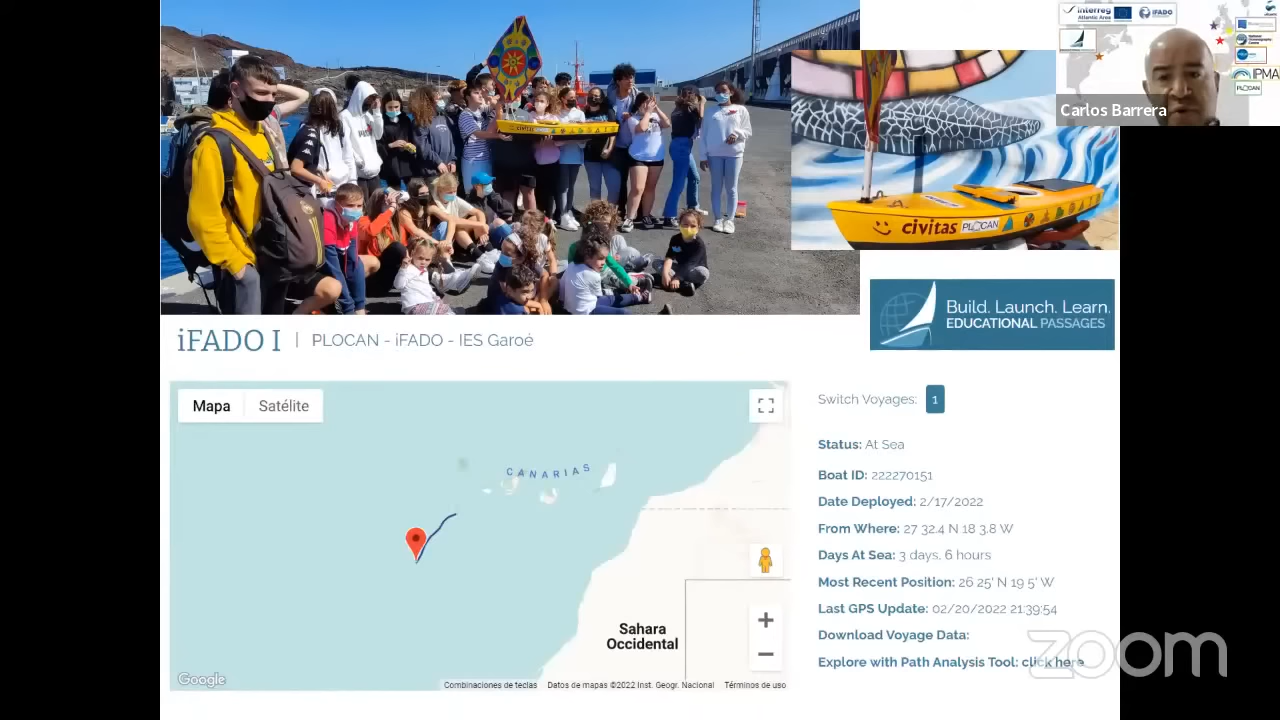 Interreg
Atlantic Area
iFADO
Carlos Barrera
IPMA
PLOCAN
civitas
civitas PLOCAN
Build. Launch. Learn.
EDUCATIONAL PASSAGES
iFADO I | PLOCAN - iFADO - IES Garoé
Mapa Satélite
CANARIAS
Sahara
Occidental
Google
Combinaciones de teclas Datos de mapas ©2022 Inst. Geogr. Nacional Términos de uso
Switch Voyages: 1
Status: At Sea
Boat ID: 222270151
Date Deployed: 2/17/2022
From Where: 27 32.4 N 18 3.8 W
Days At Sea: 3 days, 6 hours
Most Recent Position: 26 25' N 19 5' W
Last GPS Update: 02/20/2022 21:39:54
Download Voyage Data:
Explore with Path Analysis Tool: click here
zoom